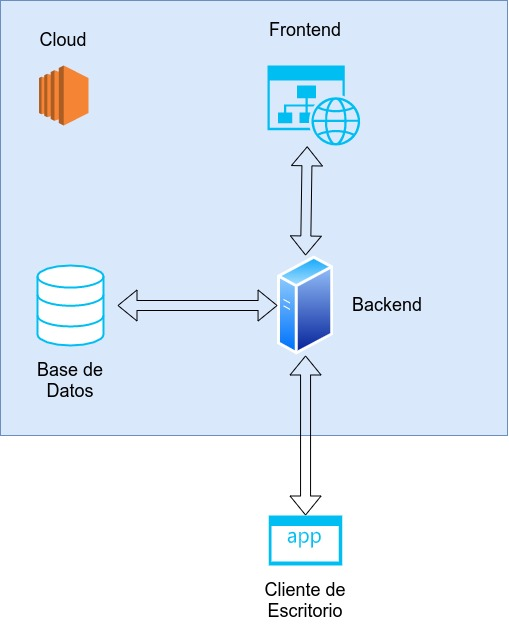 Cloud
Frontend
Backend
Base de
Datos
app
Cliente de
Escritorio